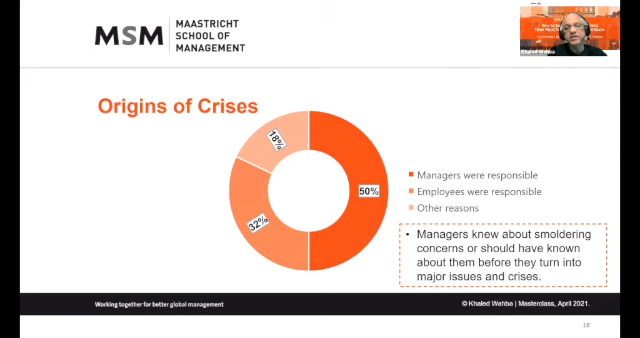 MSM
MAASTRICHT
SCHOOL OF
MANAGEMENT
Khaled Wahba
Origins of Crises
18%
50%
32%
Managers were responsible
Employees were responsible
Other reasons
• Managers knew about smoldering
concerns or should have known
about them before they turn into
major issues and crises.
Working together for better global management
© Khaled Wahba | Masterclass, April 2021.
18